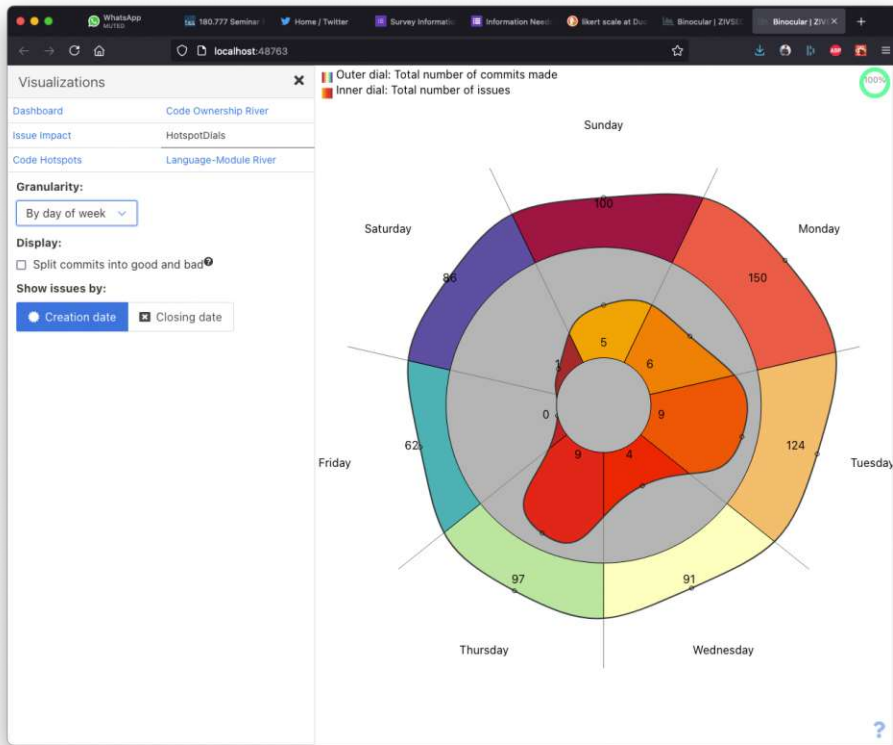 WhatsApp
MUTED
180.777 Seminar
Home / Twitter
Survey Informatic
Information Need
likert scale at Duc
Binocular | ZIVSE
Binocular | ZIV
localhost:48763
Visualizations
Dashboard
Code Ownership River
Issue Impact
HotspotDials
Code Hotspots
Language-Module River
Granularity:
By day of week
Display:
Split commits into good and bad
Show issues by:
Creation date
Closing date
Outer dial: Total number of commits made
Inner dial: Total number of issues
100%
Sunday
100
Saturday
Monday
86
150
5
1
6
0
9
62
124
Friday
Tuesday
9
4
97
91
Thursday
Wednesday
?